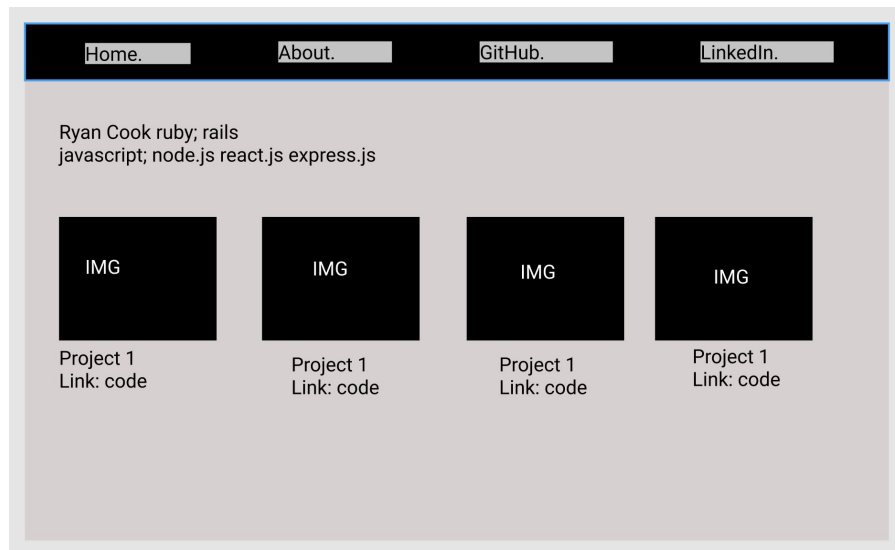 Home.
About.
GitHub.
LinkedIn.
Ryan Cook ruby; rails
javascript; node.js react.js express.js
IMG
IMG
IMG
IMG
Project 1
Link: code
Project 1
Link: code
Project 1
Link: code
Project 1
Link: code